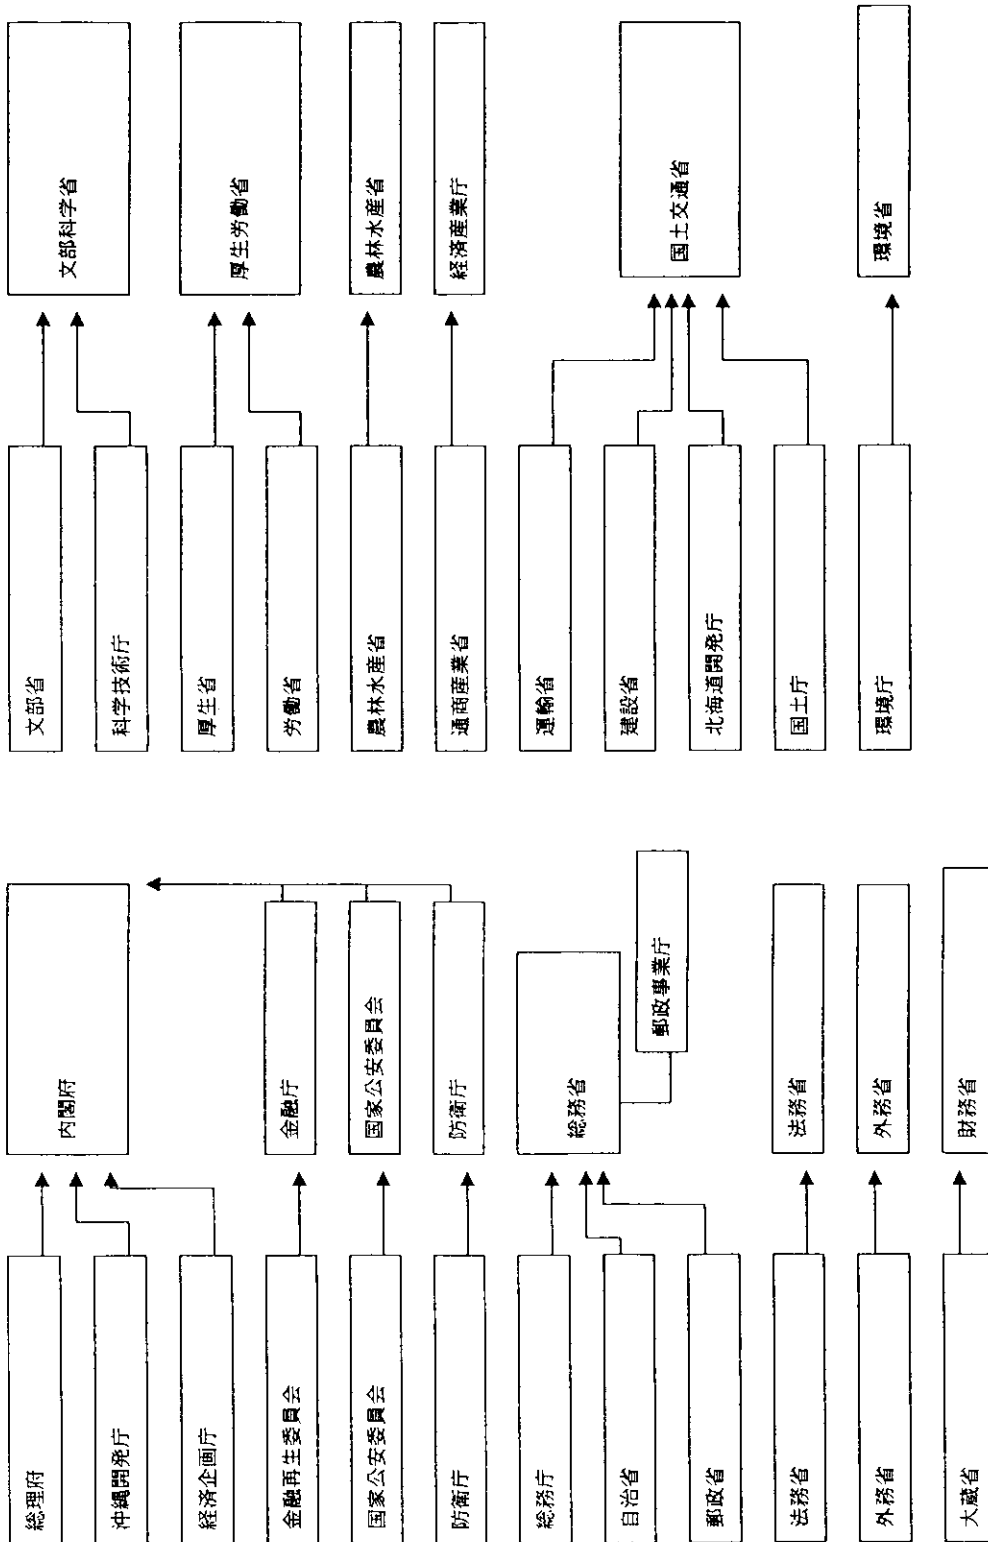 総理府
内閣府
沖縄開発庁
経済企画庁
金融再生委員会
金融庁
国家公安委員会
国家公安委員会
防衛庁
防衛庁
総務庁
総務省
自治省
郵政省
郵政事業庁
法務省
法務省
外務省
外務省
大蔵省
財務省
文部省
文部科学省
科学技術庁
厚生省
厚生労働省
労働省
農林水産省
農林水産省
通商産業省
経済産業庁
運輸省
建設省
国土交通省
北海道開発庁
国土庁
環境庁
環境省